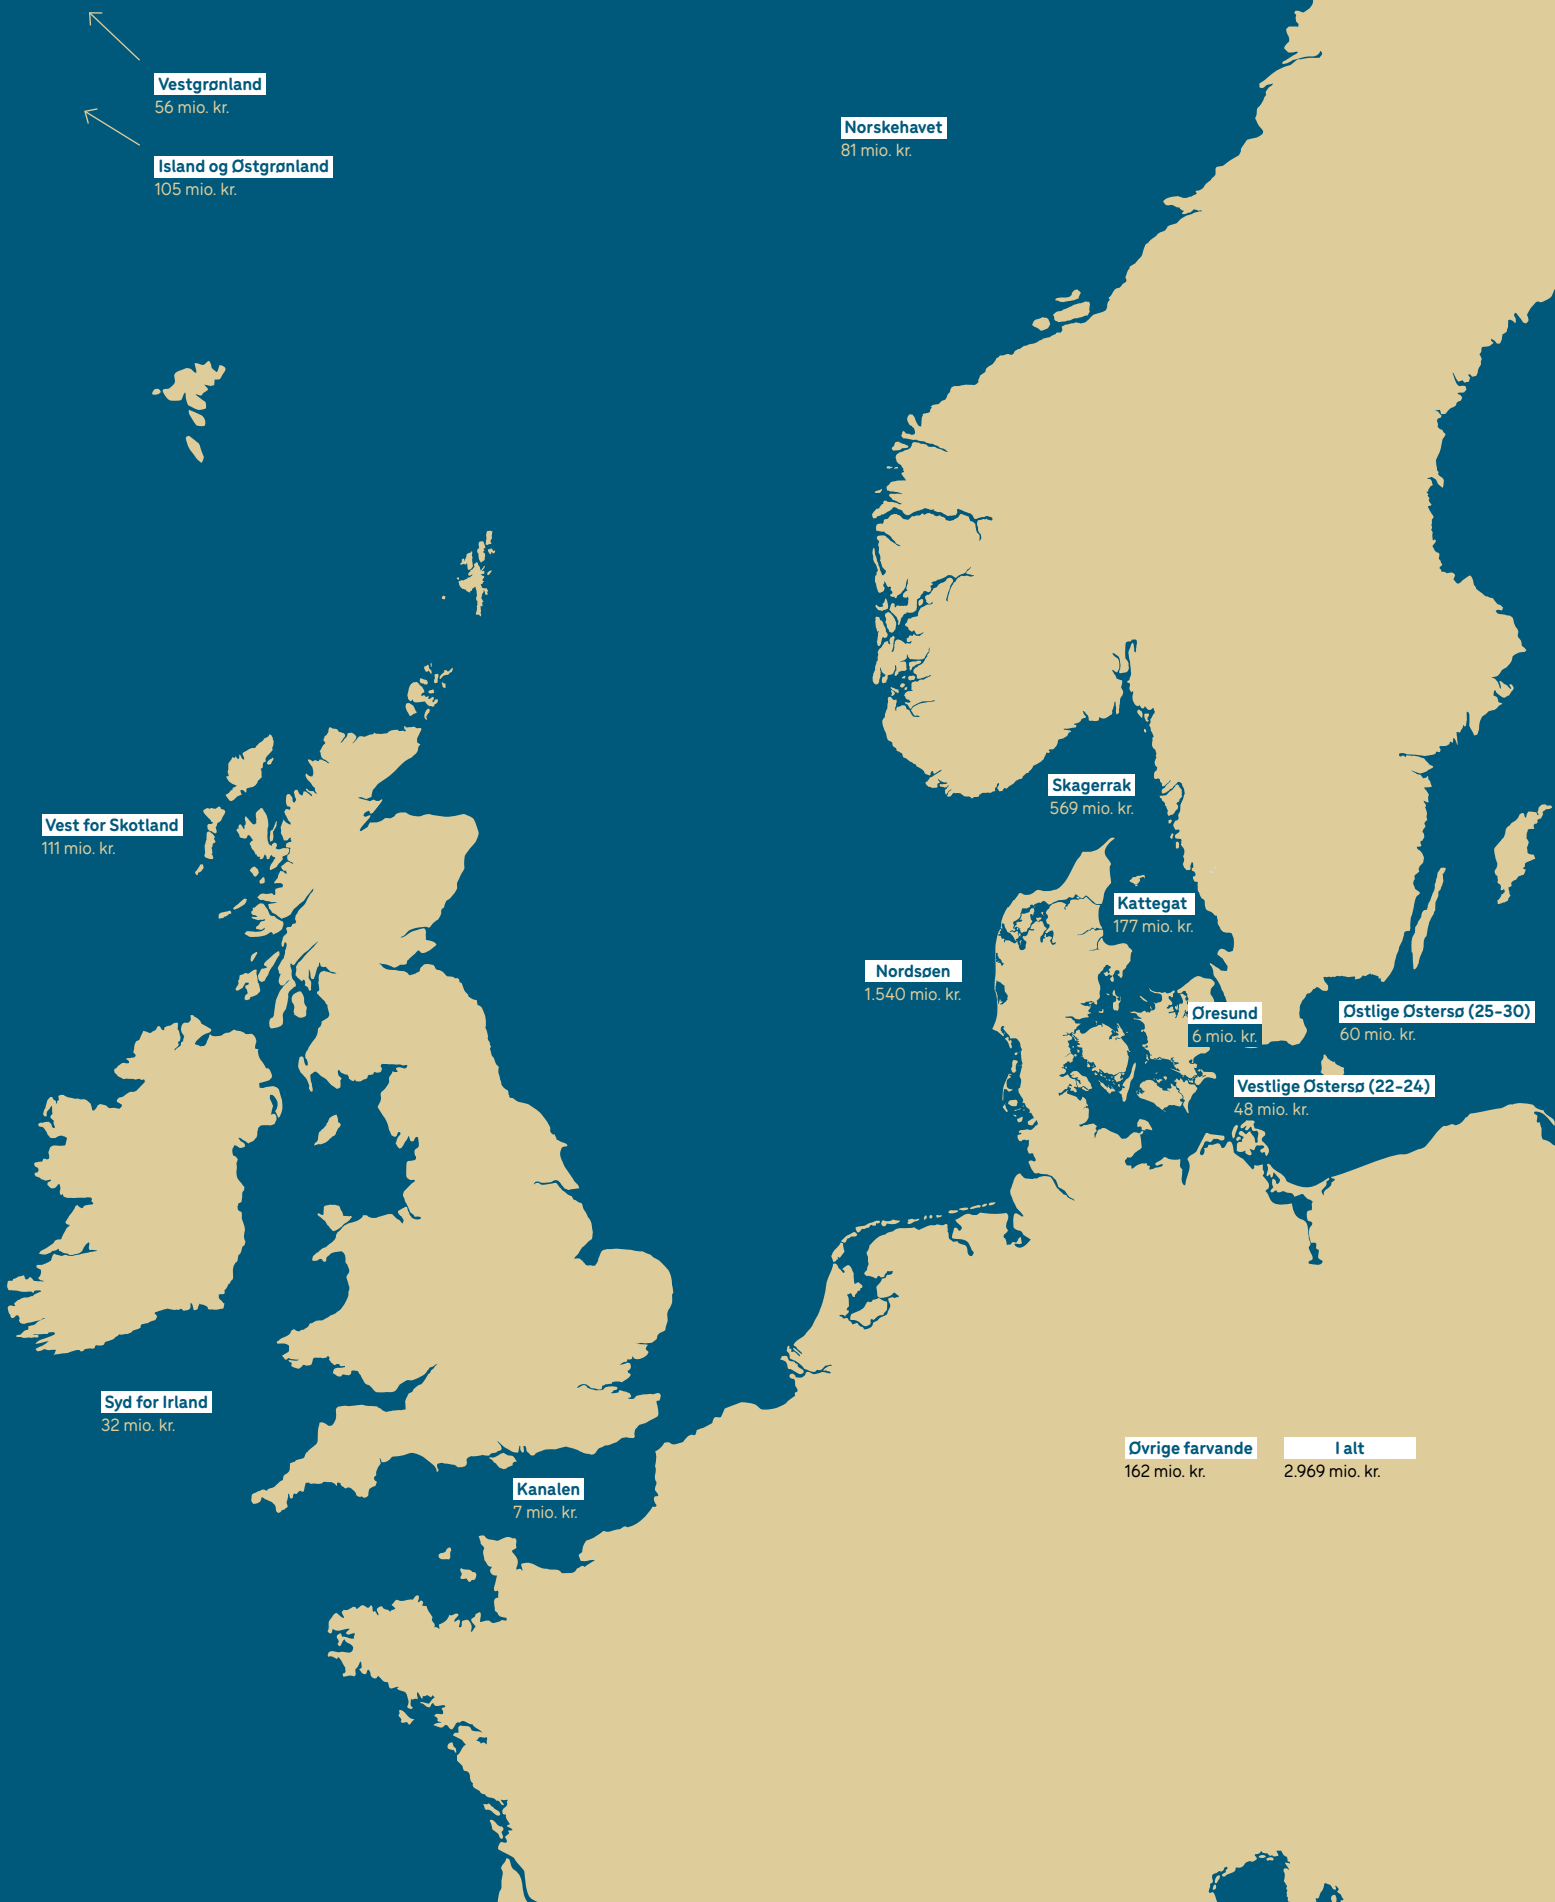 Vestgrønland
56 mio. kr.
Island og Østgrønland
105 mio. kr.
Norskehavet
81 mio. kr.
Skagerrak
569 mio. kr.
Vest for Skotland
111 mio. kr.
Kattegat
177 mio. kr.
Nordsøen
1.540 mio. kr.
Øresund
6 mio. kr.
Østlige Østersø (25-30)
60 mio. kr.
Vestlige Østersø (22-24)
48 mio. kr.
Syd for Irland
32 mio. kr.
Øvrige farvande
162 mio. kr.
I alt
2.969 mio. kr.
Kanalen
7 mio. kr.